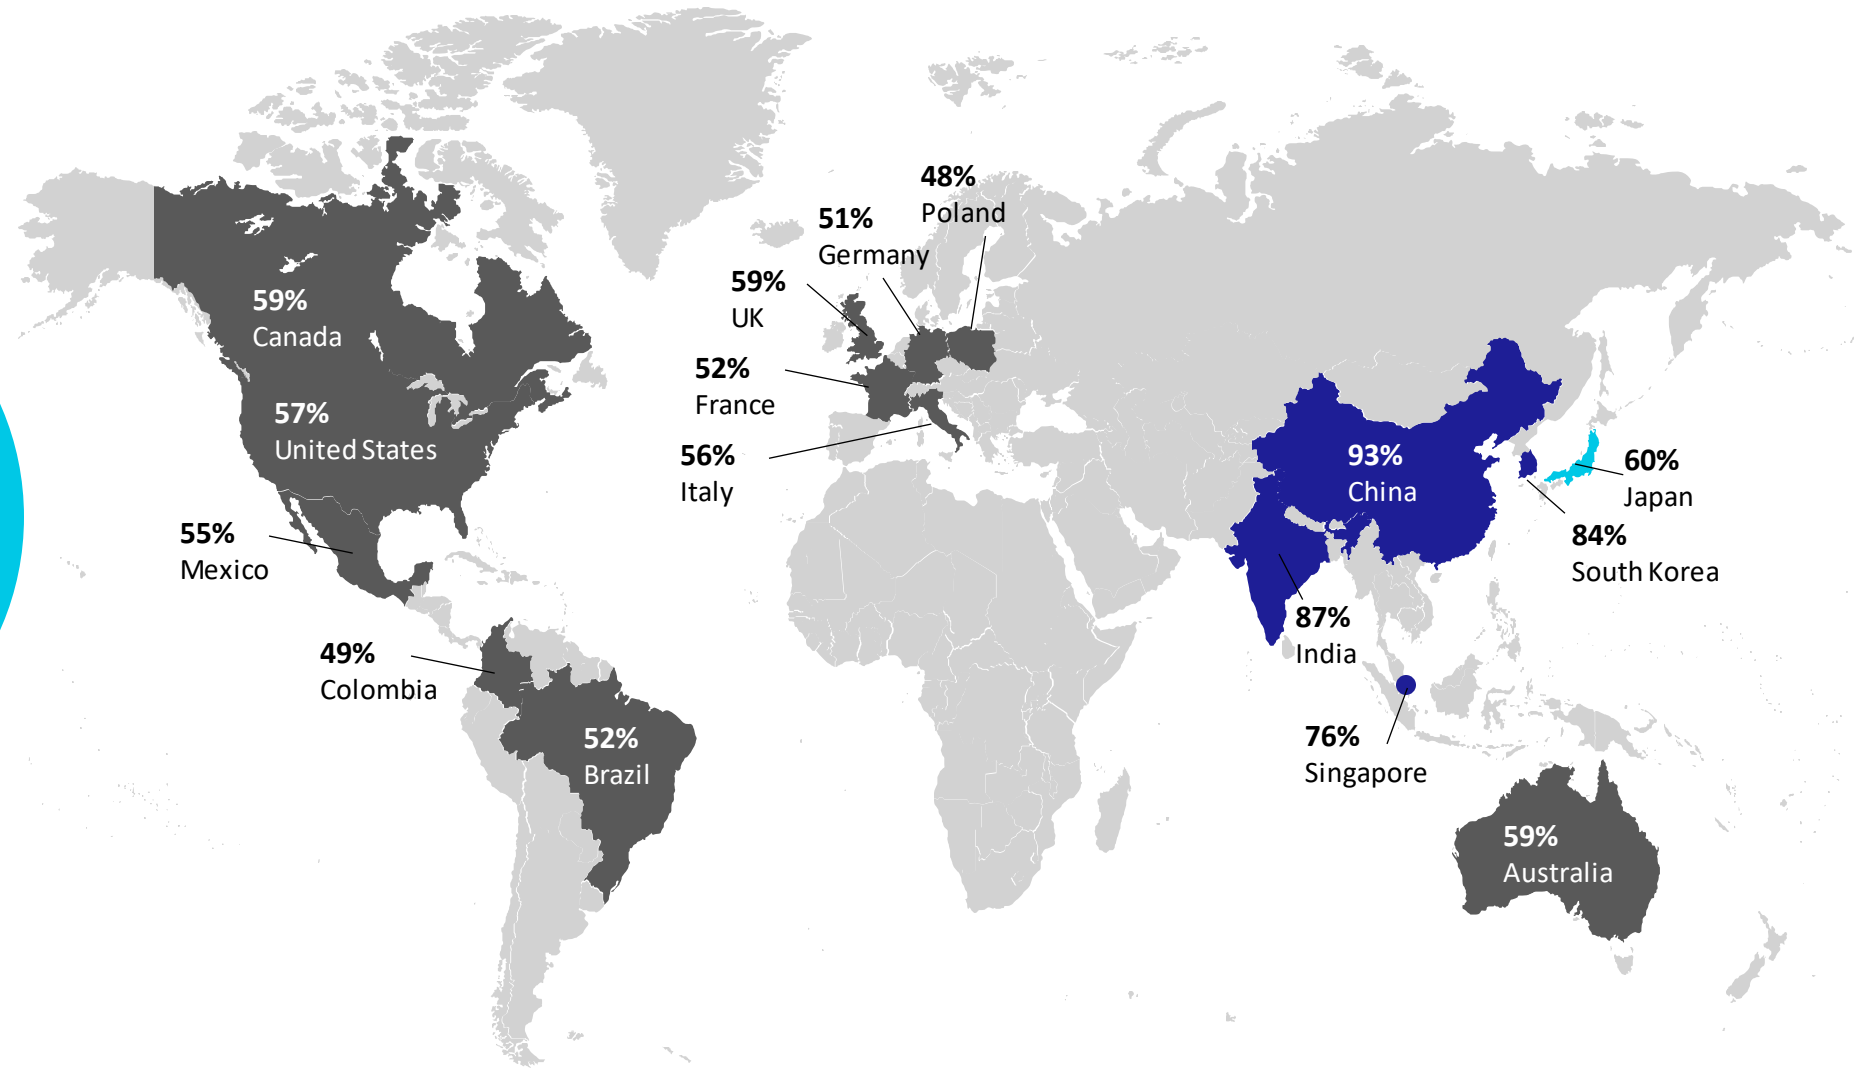 48%
Poland
51%
Germany
59%
UK
52%
France
56%
Italy
59%
Canada
57%
United States
55%
Mexico
49%
Colombia
52%
Brazil
93%
China
60%
Japan
84%
South Korea
87%
India
76%
Singapore
59%
Australia